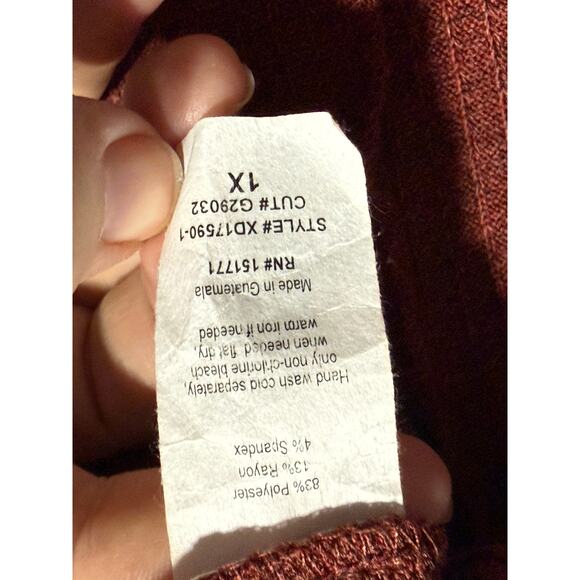 83% Polyester
13% Rayon
4% Spandex
Hand wash cold separately,
only non-chlorine bleach
when needed, flat dry,
warm iron if needed
Made in Guatemala
RN# 151771
STYLE# XD17590-1
CUT# G29032
1X